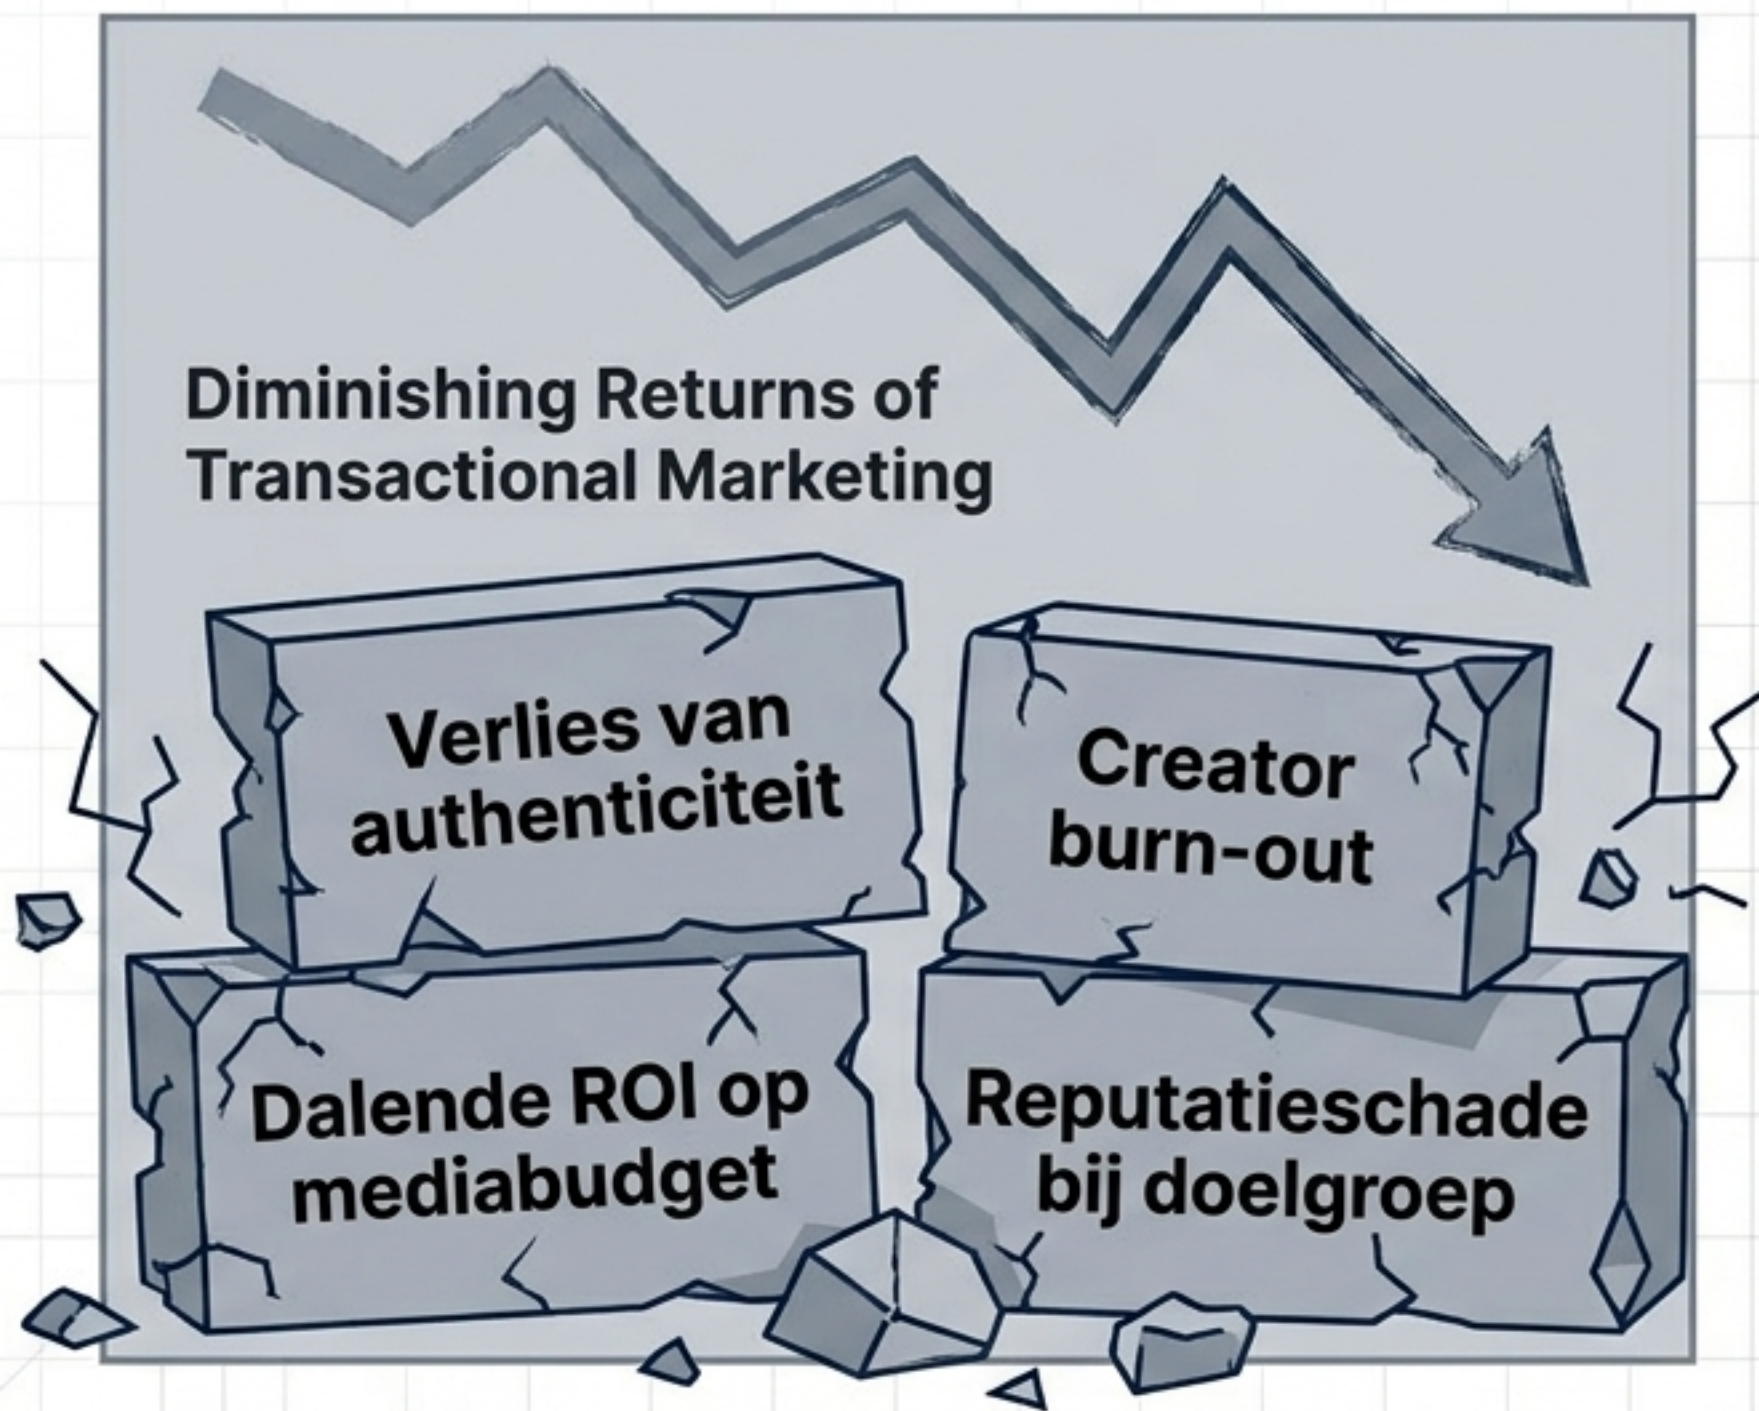 Diminishing Returns of
Transactional Marketing
Verlies van
authenticiteit
Creator
burn-out
Dalende ROI op
mediabudget
Reputatieschade
bij doelgroep